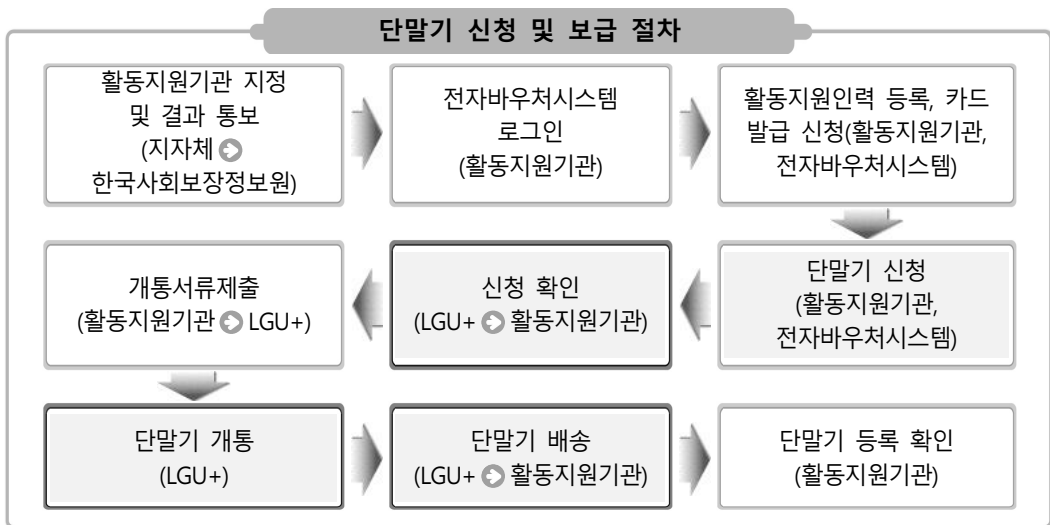 단말기 신청 및 보급 절차
활동지원기관 지정
및 결과 통보
(지자체 ➲
한국사회보장정보원)
전자바우처시스템
로그인
(활동지원기관)
활동지원인력 등록, 카드
발급 신청(활동지원기관,
전자바우처시스템)
단말기 신청
(활동지원기관,
전자바우처시스템)
신청 확인
(LGU+ ➲ 활동지원기관)
개통서류제출
(활동지원기관 ➲ LGU+)
단말기 개통
(LGU+)
단말기 배송
(LGU+ ➲ 활동지원기관)
단말기 등록 확인
(활동지원기관)